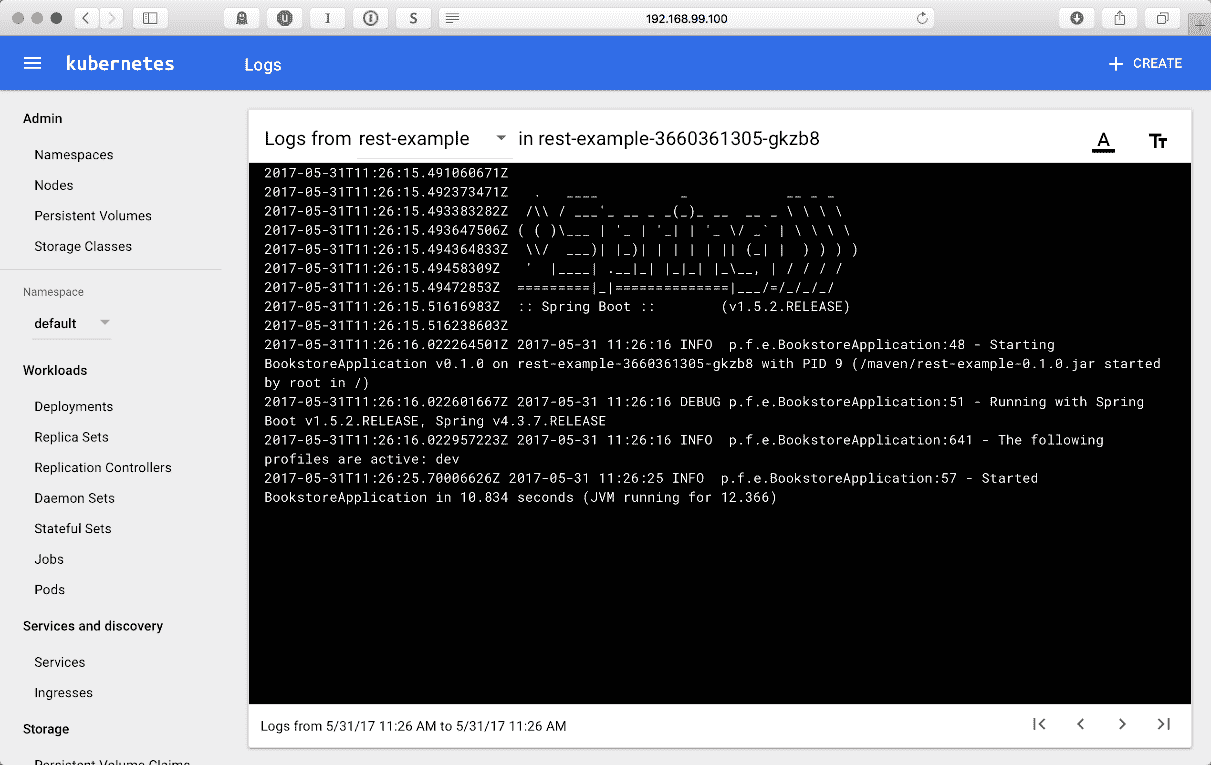 192.168.99.100
kubernetes
Logs
+ CREATE
Admin
Namespaces
Nodes
Persistent Volumes
Storage Classes
Namespace
default
Workloads
Deployments
Replica Sets
Replication Controllers
Daemon Sets
Stateful Sets
Jobs
Pods
Services and discovery
Services
Ingresses
Storage
Persistent Volume Claims
Logs from rest-example in rest-example-3660361305-gkzb8
A
Tт
2017-05-31T11:26:15.491060671Z
2017-05-31T11:26:15.492373471Z   .   ____          _            __ _ _
2017-05-31T11:26:15.493383282Z  /\\ / ___'_ __ _ _(_)_ __  __ _ \ \ \ \
2017-05-31T11:26:15.493647506Z ( ( )\___ | '_ | '_| | '_ \/ _` | \ \ \ \
2017-05-31T11:26:15.494364833Z  \\/  ___)| |_)| | | | | || (_| |  ) ) ) )
2017-05-31T11:26:15.49458309Z   '  |____| .__|_| |_|_| |_\__, | / / / /
2017-05-31T11:26:15.49472853Z  =========|_|==============|___/=/_/_/_/
2017-05-31T11:26:15.51616983Z  :: Spring Boot ::        (v1.5.2.RELEASE)
2017-05-31T11:26:15.516238603Z
2017-05-31T11:26:16.022264501Z 2017-05-31 11:26:16 INFO  p.f.e.BookstoreApplication:48 - Starting
BookstoreApplication v0.1.0 on rest-example-3660361305-gkzb8 with PID 9 (/maven/rest-example-0.1.0.jar started
by root in /)
2017-05-31T11:26:16.022601667Z 2017-05-31 11:26:16 DEBUG p.f.e.BookstoreApplication:51 - Running with Spring
Boot v1.5.2.RELEASE, Spring v4.3.7.RELEASE
2017-05-31T11:26:16.022957223Z 2017-05-31 11:26:16 INFO  p.f.e.BookstoreApplication:641 - The following
profiles are active: dev
2017-05-31T11:26:25.70006626Z 2017-05-31 11:26:25 INFO  p.f.e.BookstoreApplication:57 - Started
BookstoreApplication in 10.834 seconds (JVM running for 12.366)
Logs from 5/31/17 11:26 AM to 5/31/17 11:26 AM